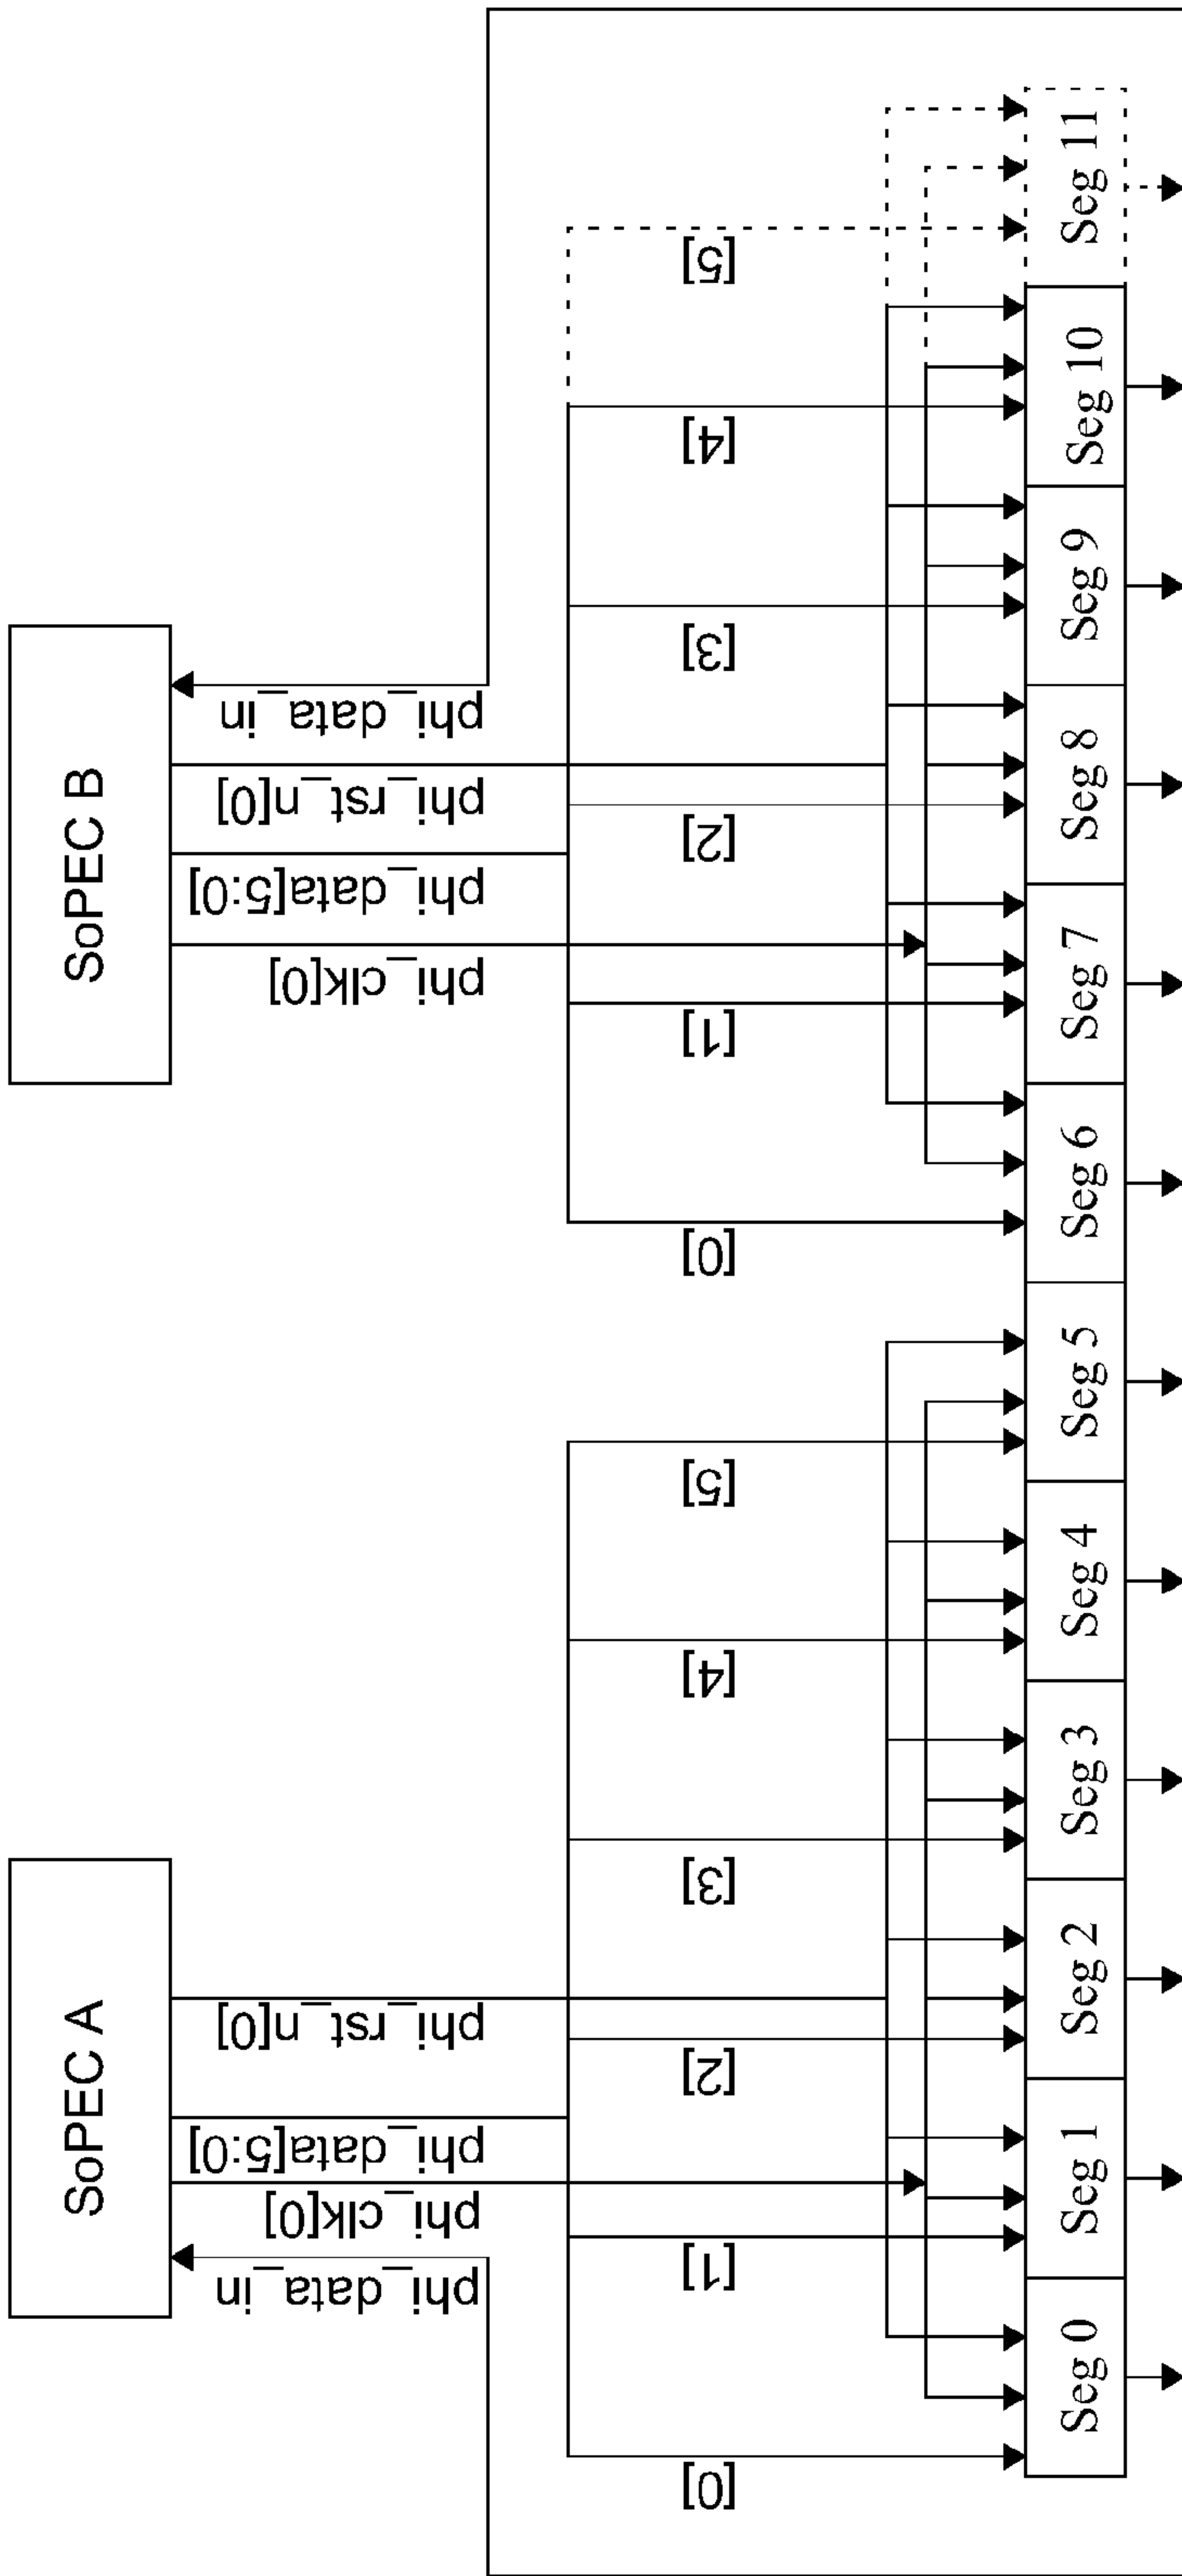 SoPEC A
SoPEC B
phi_data_in
phi_clk[0]
phi_data[5:0]
phi_rst_n[0]
phi_clk[0]
phi_data[5:0]
phi_rst_n[0]
phi_data_in
[0]
[1]
[2]
[3]
[4]
[5]
[0]
[1]
[2]
[3]
[4]
[5]
Seg 0
Seg 1
Seg 2
Seg 3
Seg 4
Seg 5
Seg 6
Seg 7
Seg 8
Seg 9
Seg 10
Seg 11